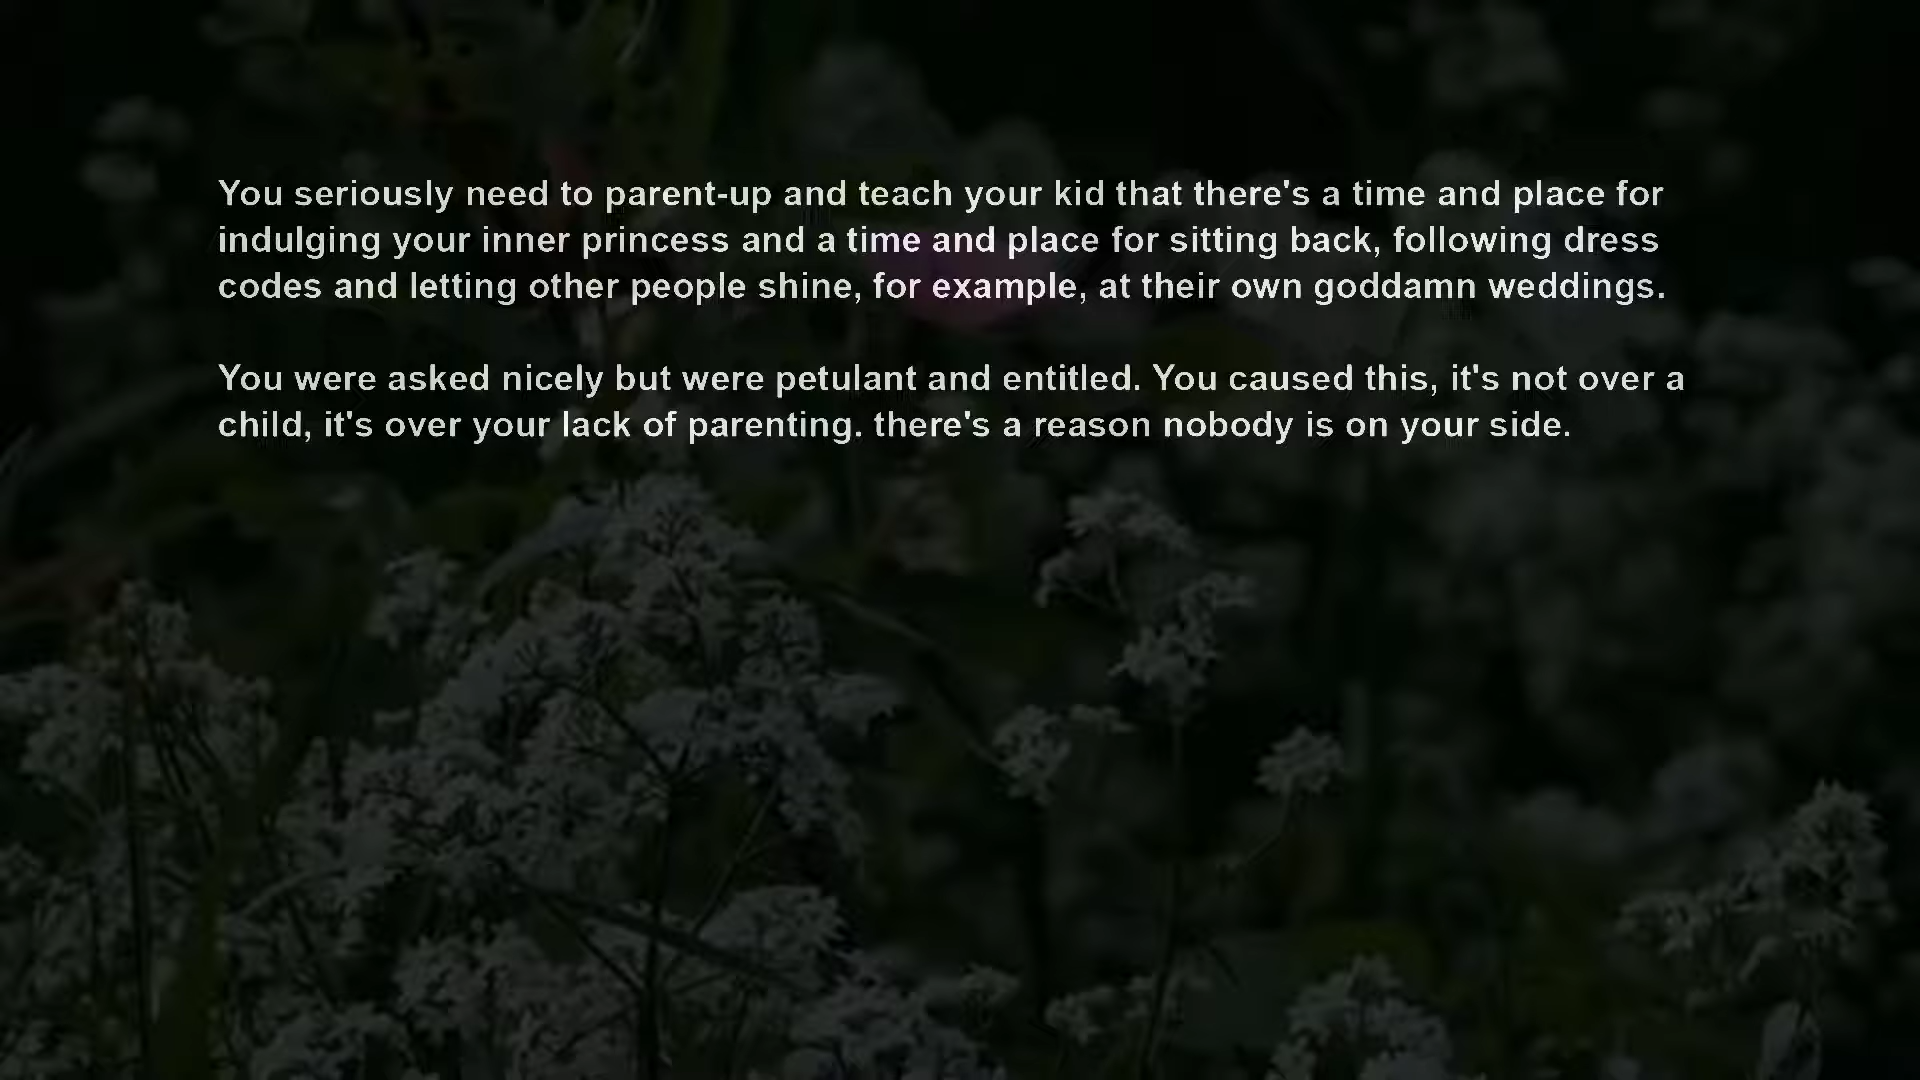 You seriously need to parent-up and teach your kid that there's a time and place for
indulging your inner princess and a time and place for sitting back, following dress
codes and letting other people shine, for example, at their own goddamn weddings.
You were asked nicely but were petulant and entitled. You caused this, it's not over a
child, it's over your lack of parenting. there's a reason nobody is on your side.